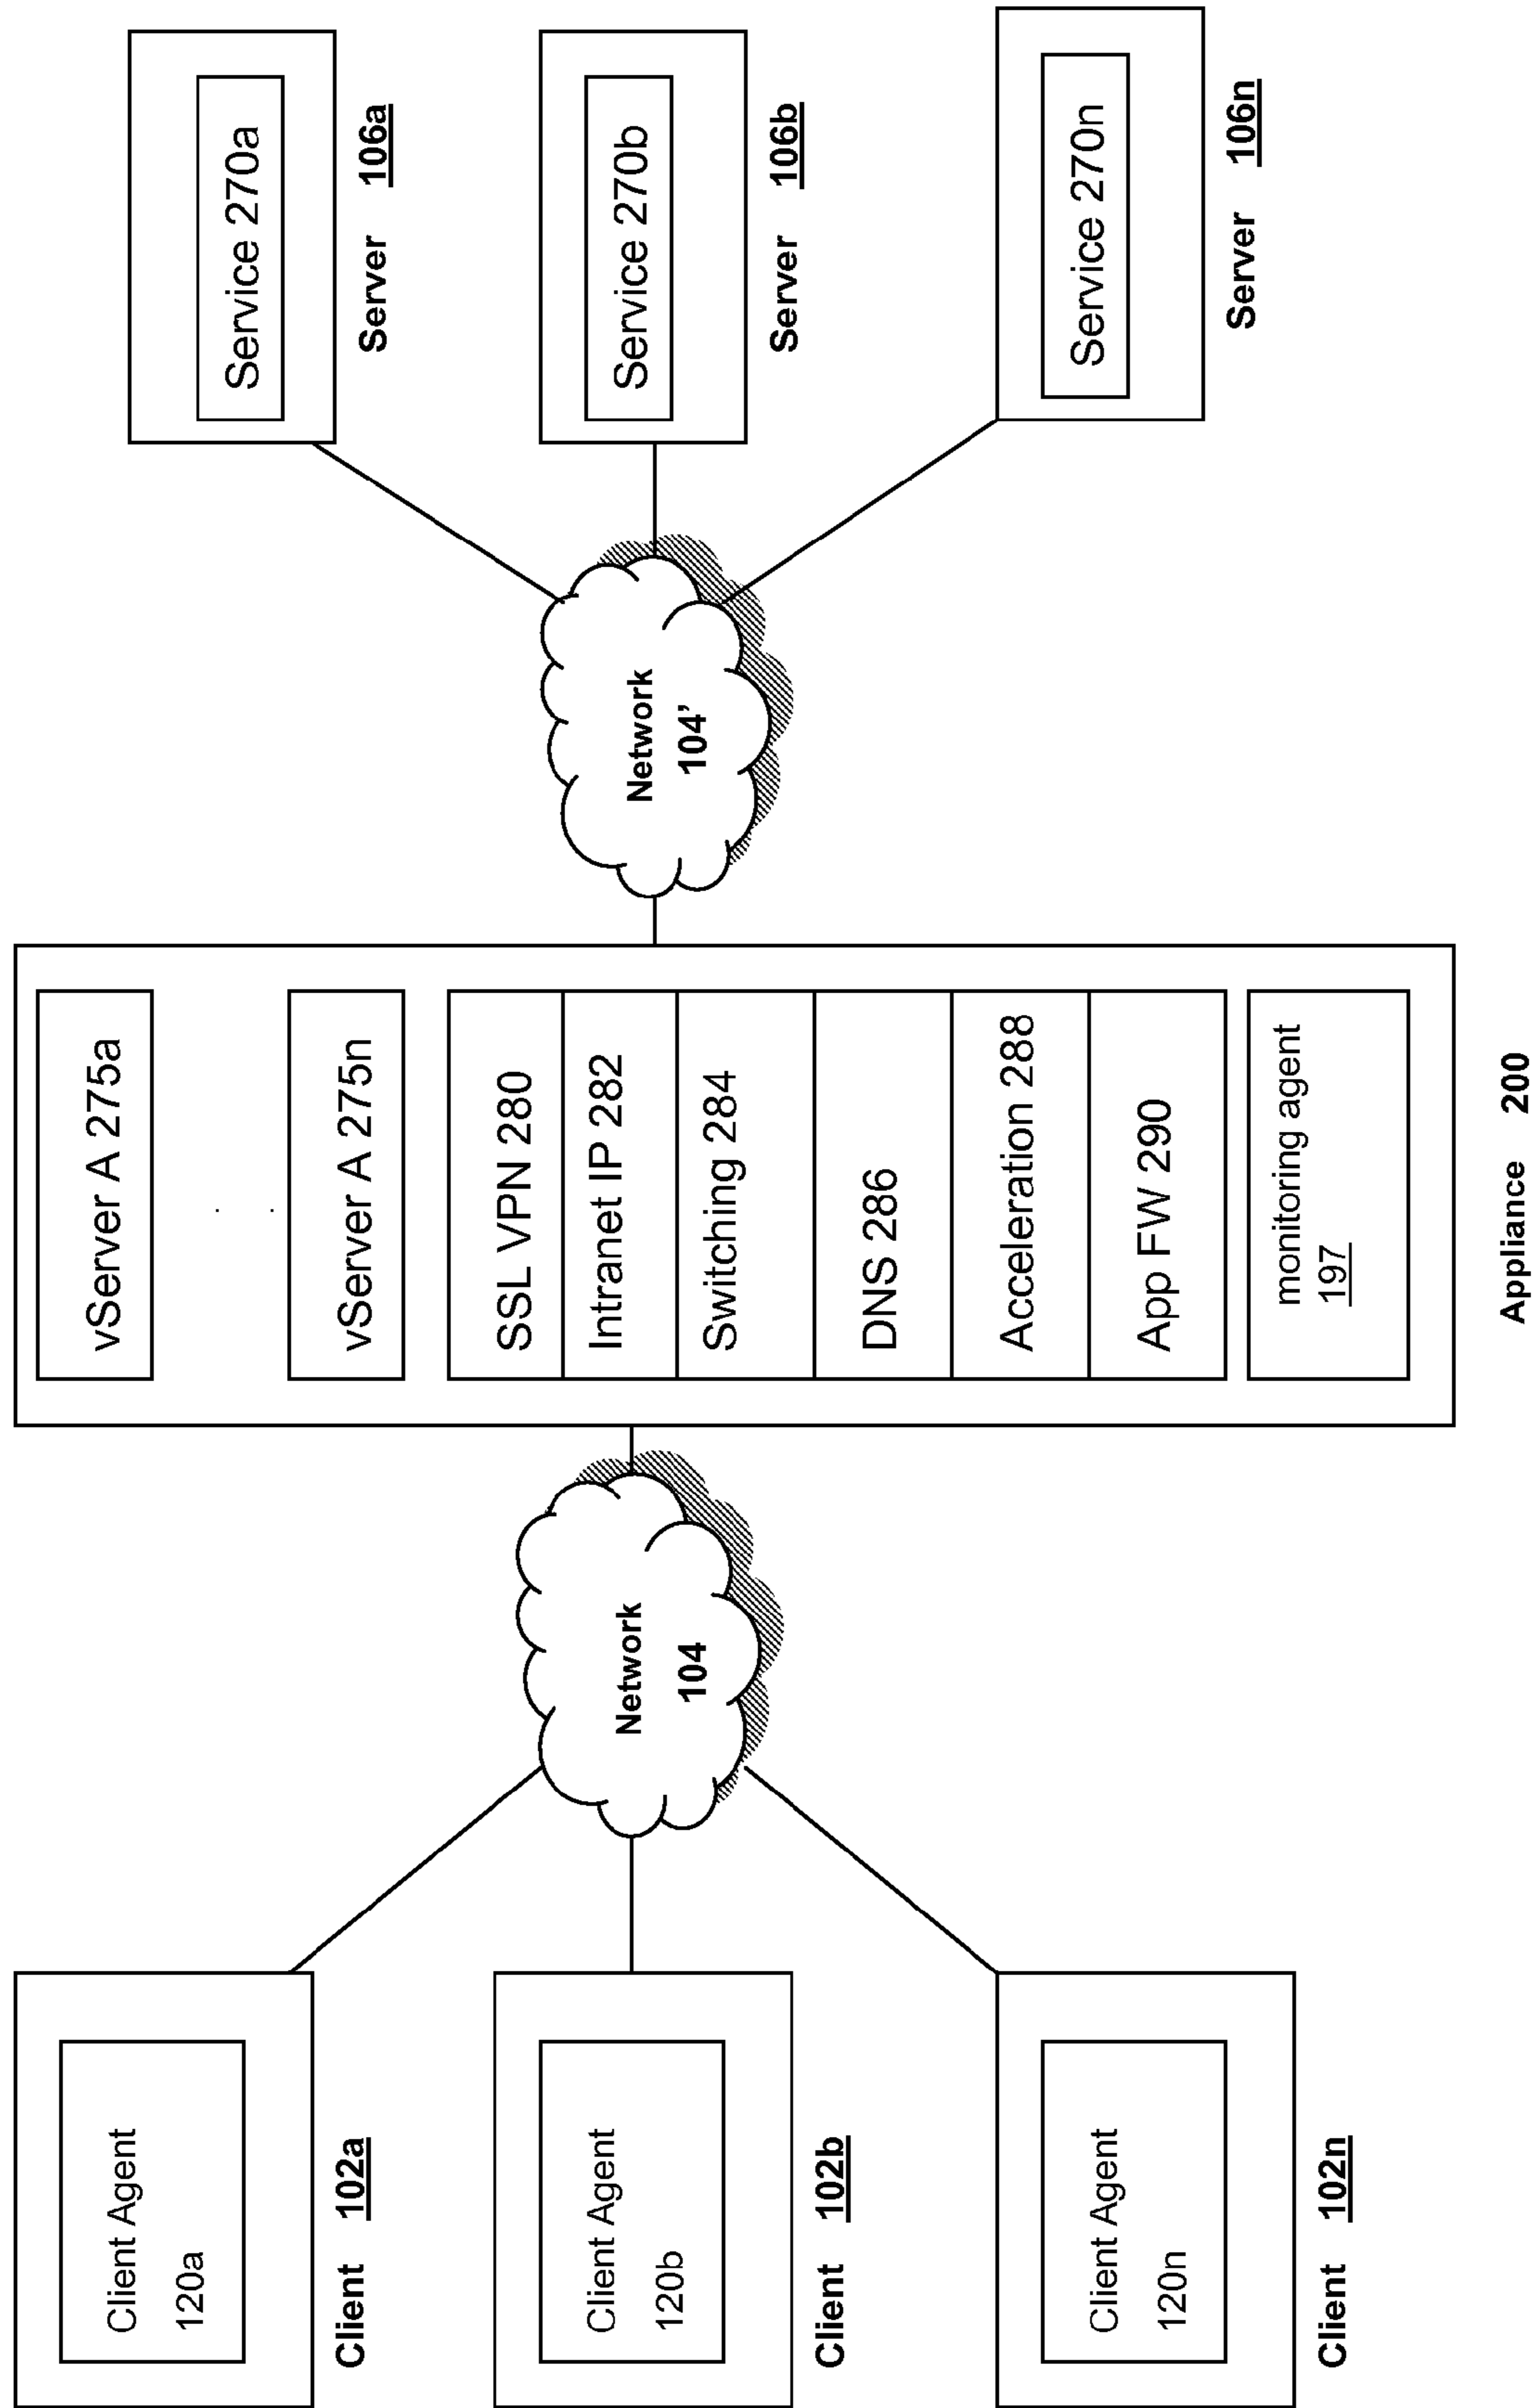 Client Agent
120a
Client 102a
Client Agent
120b
Client 102b
Client Agent
120n
Client 102n
Network
104
vServer A 275a
. .
vServer A 275n
SSL VPN 280
Intranet IP 282
Switching 284
DNS 286
Acceleration 288
App FW 290
monitoring agent
197
Appliance 200
Network
104’
Service 270a
Server 106a
Service 270b
Server 106b
Service 270n
Server 106n